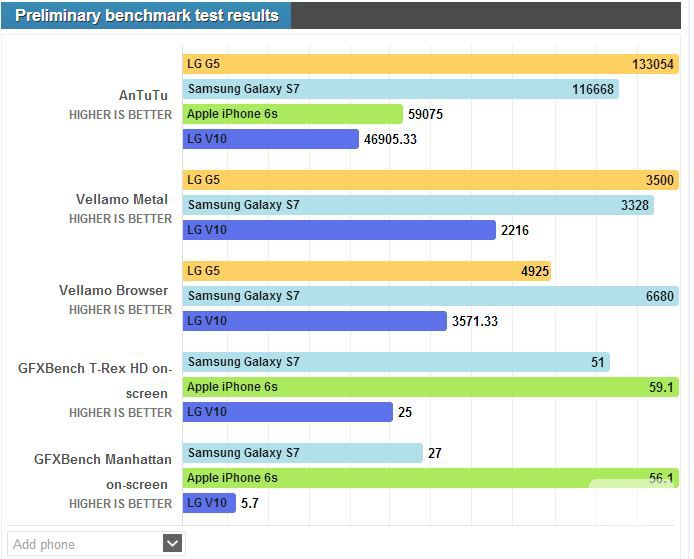 Preliminary benchmark test results
AnTuTu
HIGHER IS BETTER
LG G5 133054
Samsung Galaxy S7 116668
Apple iPhone 6s 59075
LG V10 46905.33
Vellamo Metal
HIGHER IS BETTER
LG G5 3500
Samsung Galaxy S7 3328
LG V10 2216
Vellamo Browser
HIGHER IS BETTER
LG G5 4925
Samsung Galaxy S7 6680
LG V10 3571.33
GFXBench T-Rex HD on-
screen
HIGHER IS BETTER
Samsung Galaxy S7 51
Apple iPhone 6s 59.1
LG V10 25
GFXBench Manhattan
on-screen
HIGHER IS BETTER
Samsung Galaxy S7 27
Apple iPhone 6s 56.1
LG V10 5.7
Add phone